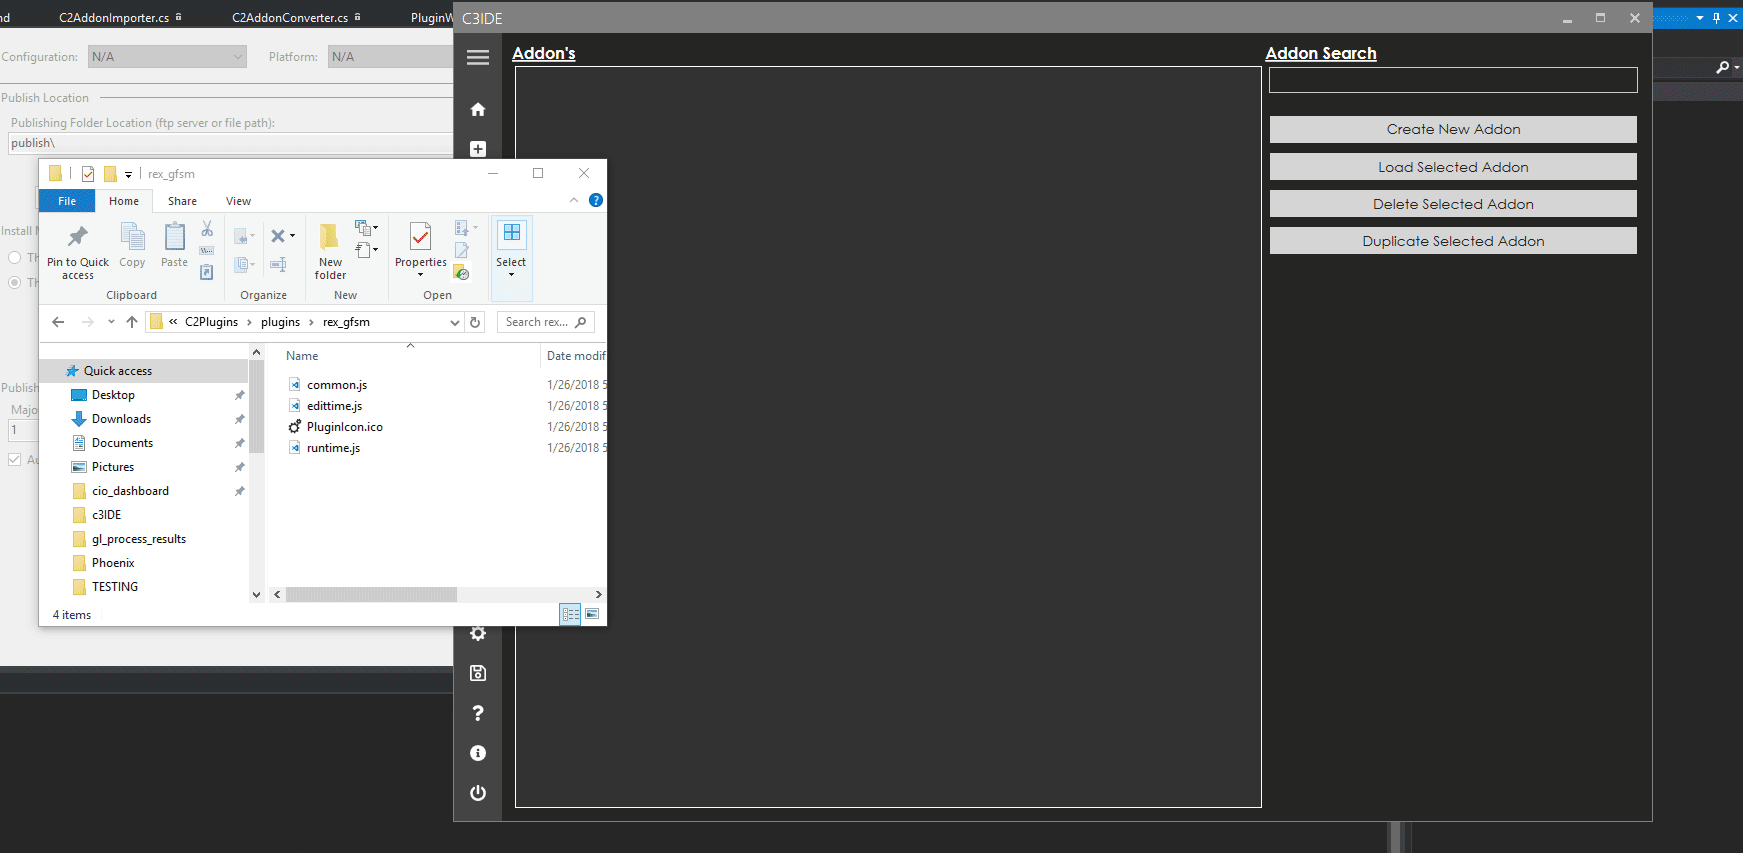 nd
C2AddonImporter.cs
C2AddonConverter.cs
PluginW
C3IDE
Configuration:
N/A
Platform:
N/A
Publish Location
Publishing Folder Location (ftp server or file path):
publish\
Install M
Th
Th
Publish
Majo
1
Au
rex_gfsm
File
Home
Share
View
Pin to Quick
access
Copy
Paste
New
folder
Properties
Select
Clipboard
Organize
New
Open
« C2Plugins › plugins › rex_gfsm
Search rex...
Quick access
Desktop
Downloads
Documents
Pictures
cio_dashboard
c3IDE
gl_process_results
Phoenix
TESTING
Name
Date modif
common.js
1/26/2018 5
edittime.js
1/26/2018 5
PluginIcon.ico
1/26/2018 5
runtime.js
1/26/2018 5
4 items
Addon's
Addon Search
Create New Addon
Load Selected Addon
Delete Selected Addon
Duplicate Selected Addon